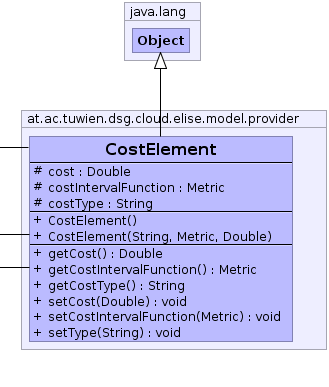 java.lang
Object
at.ac.tuwien.dsg.cloud.elise.model.provider
CostElement
# cost : Double
# costIntervalFunction : Metric
# costType : String
+ CostElement()
+ CostElement(String, Metric, Double)
+ getCost() : Double
+ getCostIntervalFunction() : Metric
+ getCostType() : String
+ setCost(Double) : void
+ setCostIntervalFunction(Metric) : void
+ setType(String) : void